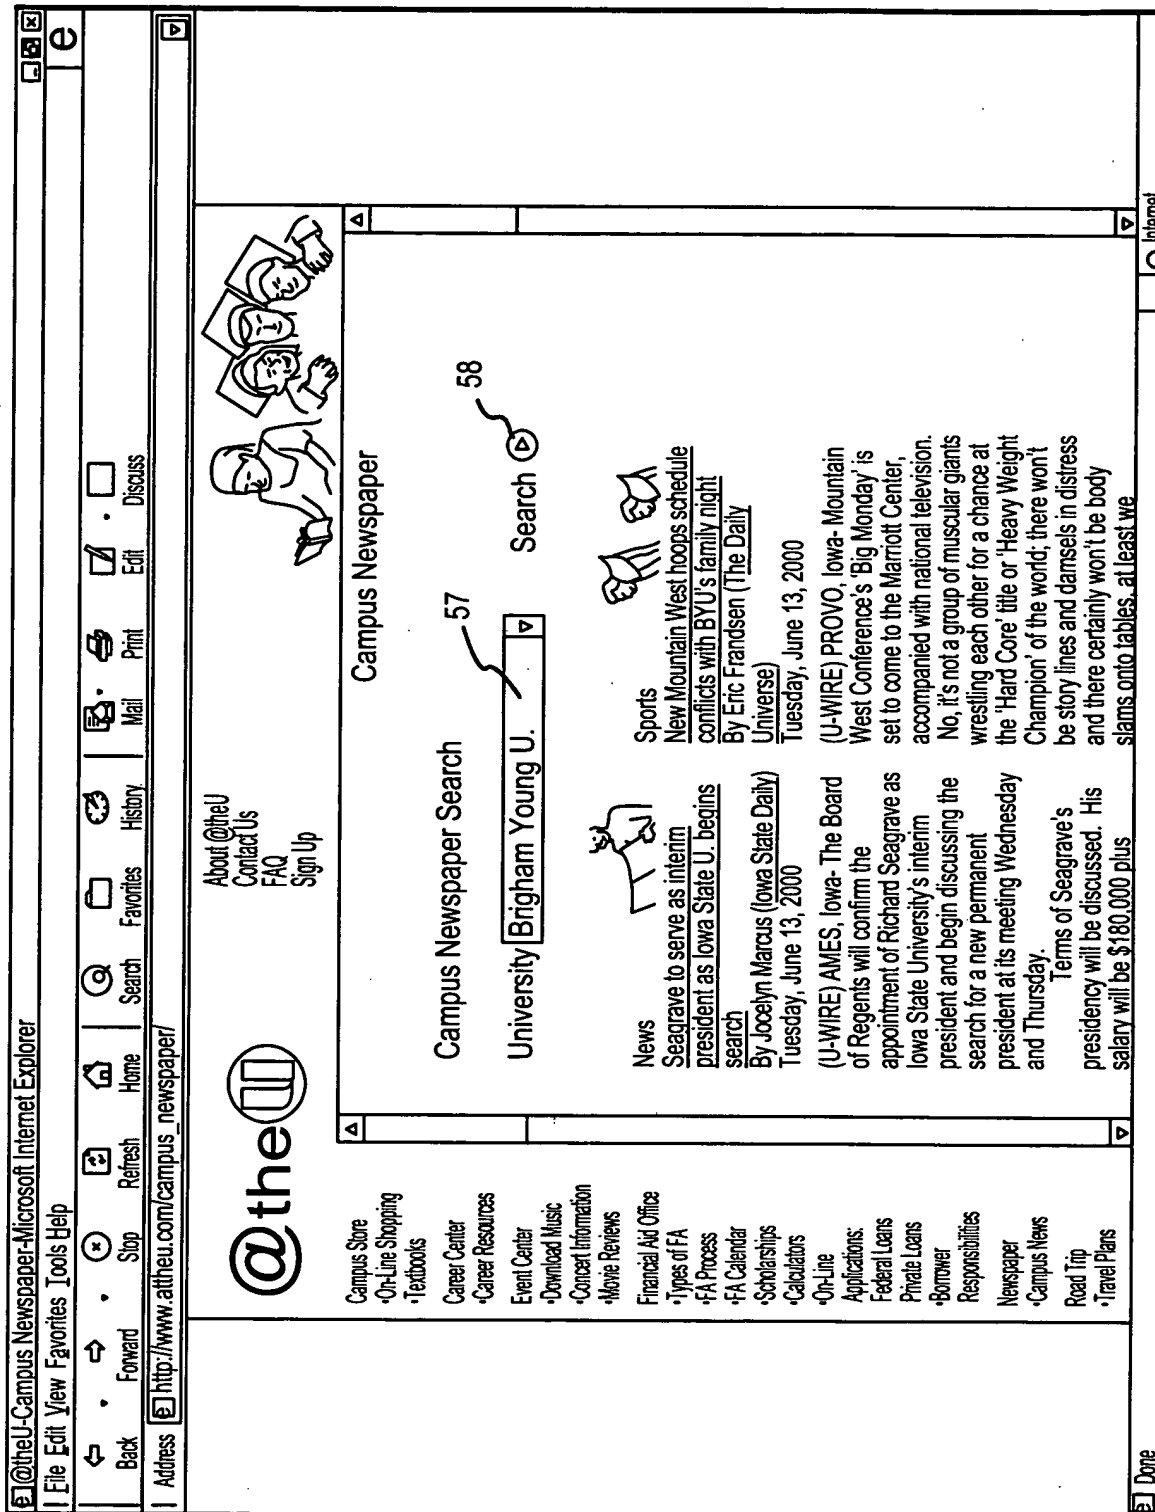 @theU-Campus Newspaper-Microsoft Internet Explorer
File Edit View Favorites Tools Help
Back Forward Stop Refresh Home Search Favorites History Mail Print Edit Discuss
Address http://www.attheu.com/campus_newspaper/
@theU
About @theU
Contact Us
FAQ
Sign Up
Campus Store
•On-Line Shopping
•Textbooks
Career Center
•Career Resources
Event Center
•Download Music
•Concert Information
•Movie Reviews
Financial Aid Office
•Types of FA
•FA Process
•FA Calendar
•Scholarships
•Calculators
•On-Line
Applications:
Federal Loans
Private Loans
•Borrower
Responsibilities
Newspaper
•Campus News
Road Trip
•Travel Plans
Campus Newspaper
Campus Newspaper Search
University Brigham Young U. Search
57
58
News
Seagrave to serve as interim
president as Iowa State U. begins
search
By Jocelyn Marcus (Iowa State Daily)
Tuesday, June 13, 2000
(U-WIRE) AMES, Iowa- The Board
of Regents will confirm the
appointment of Richard Seagrave as
Iowa State University's interim
president and begin discussing the
search for a new permanent
president at its meeting Wednesday
and Thursday.
Terms of Seagrave's
presidency will be discussed. His
salary will be $180,000 plus
Sports
New Mountain West hoops schedule
conflicts with BYU's family night
By Eric Frandsen (The Daily
Universe)
Tuesday, June 13, 2000
(U-WIRE) PROVO, Iowa- Mountain
West Conference's 'Big Monday' is
set to come to the Marriott Center,
accompanied with national television.
No, it's not a group of muscular giants
wrestling each other for a chance at
the 'Hard Core' title or 'Heavy Weight
Champion' of the world; there won't
be story lines and damsels in distress
and there certainly won't be body
slams onto tables, at least we
Done
Internet